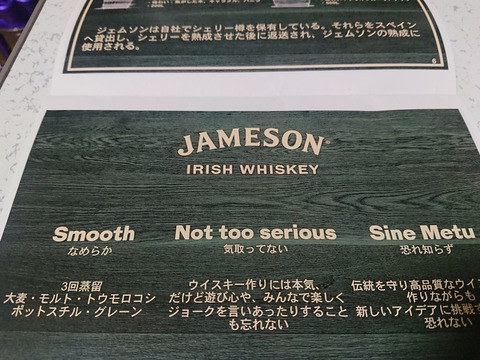 ジェムソンは自社でシェリー樽を保有している。それらをスペイン
へ貸出し、シェリーを熟成させた後に返送され、ジェムソンの熟成に
使用される。
6
JAMESON
IRISH WHISKEY
Smooth
なめらか
3回蒸留
大麦・モルト・トウモロコシ
ポットスチル・グレーン
Not too serious
気取ってない
ウイスキー作りには本気、
だけど遊び心や、みんなで楽しく
ジョークを言いあったりすること
も忘れない
Sine Metu
恐れ知らず
伝統を守り高品質なウイ
作りながらも
新しいアイデアに挑戦す
恐れない